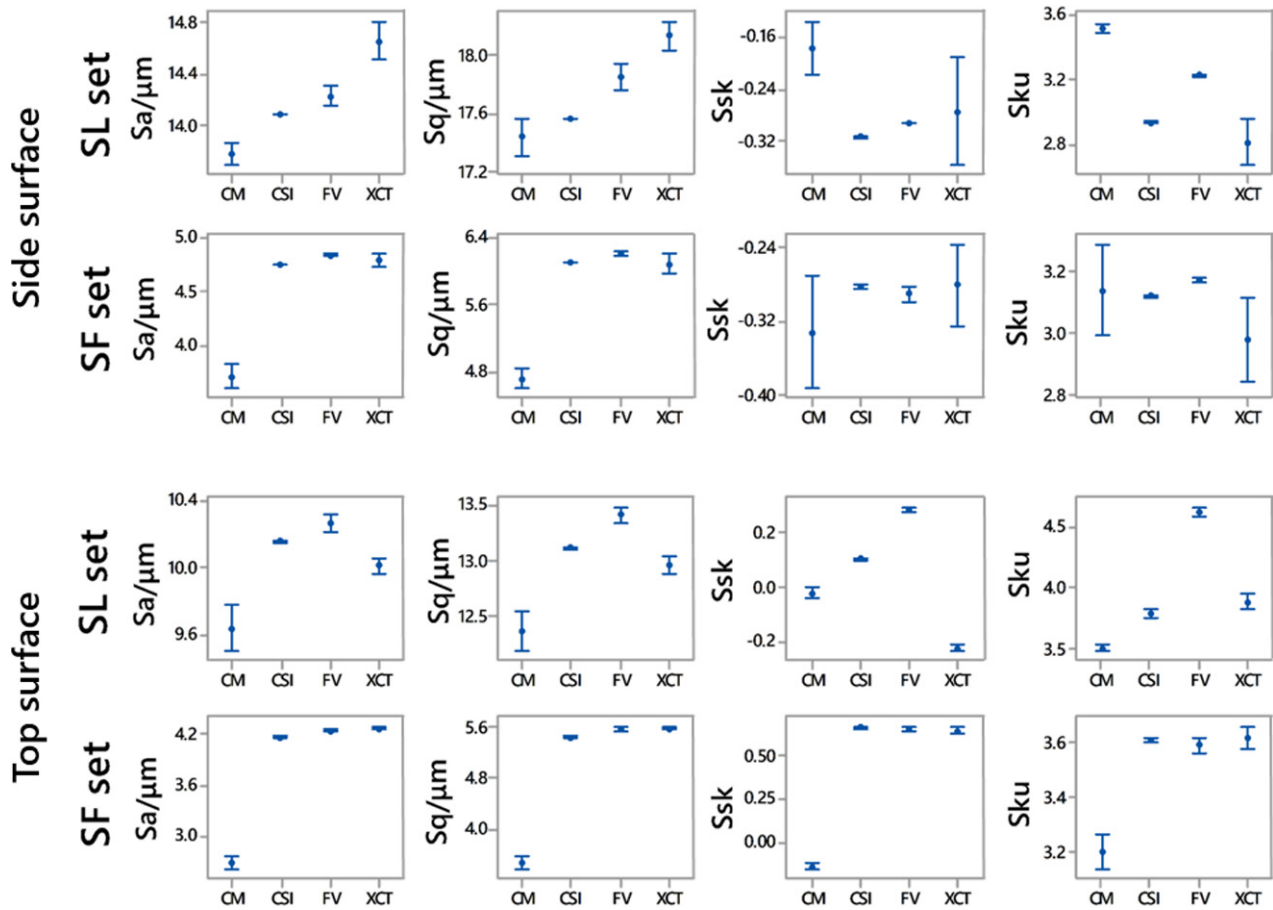 Side surface
SL set
Sa/μm
14.8
14.4
14.0
CM CSI FV XCT
Sq/μm
18.0
17.6
17.2
CM CSI FV XCT
Ssk
-0.16
-0.24
-0.32
CM CSI FV XCT
Sku
3.6
3.2
2.8
CM CSI FV XCT
SF set
Sa/μm
5.0
4.5
4.0
CM CSI FV XCT
Sq/μm
6.4
5.6
4.8
CM CSI FV XCT
Ssk
-0.24
-0.32
-0.40
CM CSI FV XCT
Sku
3.2
3.0
2.8
CM CSI FV XCT
Top surface
SL set
Sa/μm
10.4
10.0
9.6
CM CSI FV XCT
Sq/μm
13.5
13.0
12.5
CM CSI FV XCT
Ssk
0.2
0.0
-0.2
CM CSI FV XCT
Sku
4.5
4.0
3.5
CM CSI FV XCT
SF set
Sa/μm
4.2
3.6
3.0
CM CSI FV XCT
Sq/μm
5.6
4.8
4.0
CM CSI FV XCT
Ssk
0.50
0.25
0.00
CM CSI FV XCT
Sku
3.6
3.4
3.2
CM CSI FV XCT